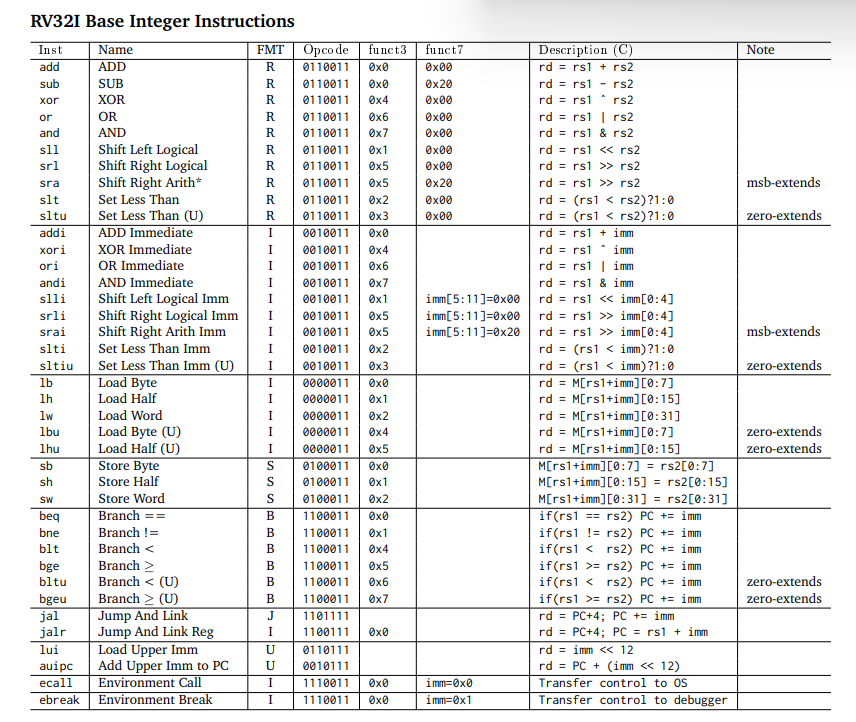 RV32I Base Integer Instructions
Inst Name FMT Opcode funct3 funct7 Description (C) Note
add ADD R 0110011 0x0 0x00 rd = rs1 + rs2
sub SUB R 0110011 0x0 0x20 rd = rs1 - rs2
xor XOR R 0110011 0x4 0x00 rd = rs1 ˆ rs2
or OR R 0110011 0x6 0x00 rd = rs1 | rs2
and AND R 0110011 0x7 0x00 rd = rs1 & rs2
sll Shift Left Logical R 0110011 0x1 0x00 rd = rs1 << rs2
srl Shift Right Logical R 0110011 0x5 0x00 rd = rs1 >> rs2
sra Shift Right Arith* R 0110011 0x5 0x20 rd = rs1 >> rs2 msb-extends
slt Set Less Than R 0110011 0x2 0x00 rd = (rs1 < rs2)?1:0
sltu Set Less Than (U) R 0110011 0x3 0x00 rd = (rs1 < rs2)?1:0 zero-extends
addi ADD Immediate I 0010011 0x0 rd = rs1 + imm
xori XOR Immediate I 0010011 0x4 rd = rs1 ˆ imm
ori OR Immediate I 0010011 0x6 rd = rs1 | imm
andi AND Immediate I 0010011 0x7 rd = rs1 & imm
slli Shift Left Logical Imm I 0010011 0x1 imm[5:11]=0x00 rd = rs1 << imm[0:4]
srli Shift Right Logical Imm I 0010011 0x5 imm[5:11]=0x00 rd = rs1 >> imm[0:4]
srai Shift Right Arith Imm I 0010011 0x5 imm[5:11]=0x20 rd = rs1 >> imm[0:4] msb-extends
slti Set Less Than Imm I 0010011 0x2 rd = (rs1 < imm)?1:0
sltiu Set Less Than Imm (U) I 0010011 0x3 rd = (rs1 < imm)?1:0 zero-extends
lb Load Byte I 0000011 0x0 rd = M[rs1+imm][0:7]
lh Load Half I 0000011 0x1 rd = M[rs1+imm][0:15]
lw Load Word I 0000011 0x2 rd = M[rs1+imm][0:31]
lbu Load Byte (U) I 0000011 0x4 rd = M[rs1+imm][0:7] zero-extends
lhu Load Half (U) I 0000011 0x5 rd = M[rs1+imm][0:15] zero-extends
sb Store Byte S 0100011 0x0 M[rs1+imm][0:7] = rs2[0:7]
sh Store Half S 0100011 0x1 M[rs1+imm][0:15] = rs2[0:15]
sw Store Word S 0100011 0x2 M[rs1+imm][0:31] = rs2[0:31]
beq Branch == B 1100011 0x0 if(rs1 == rs2) PC += imm
bne Branch != B 1100011 0x1 if(rs1 != rs2) PC += imm
blt Branch < B 1100011 0x4 if(rs1 < rs2) PC += imm
bge Branch ≥ B 1100011 0x5 if(rs1 >= rs2) PC += imm
bltu Branch < (U) B 1100011 0x6 if(rs1 < rs2) PC += imm zero-extends
bgeu Branch ≥ (U) B 1100011 0x7 if(rs1 >= rs2) PC += imm zero-extends
jal Jump And Link J 1101111 rd = PC+4; PC += imm
jalr Jump And Link Reg I 1100111 0x0 rd = PC+4; PC = rs1 + imm
lui Load Upper Imm U 0110111 rd = imm << 12
auipc Add Upper Imm to PC U 0010111 rd = PC + (imm << 12)
ecall Environment Call I 1110011 0x0 imm=0x0 Transfer control to OS
ebreak Environment Break I 1110011 0x0 imm=0x1 Transfer control to debugger